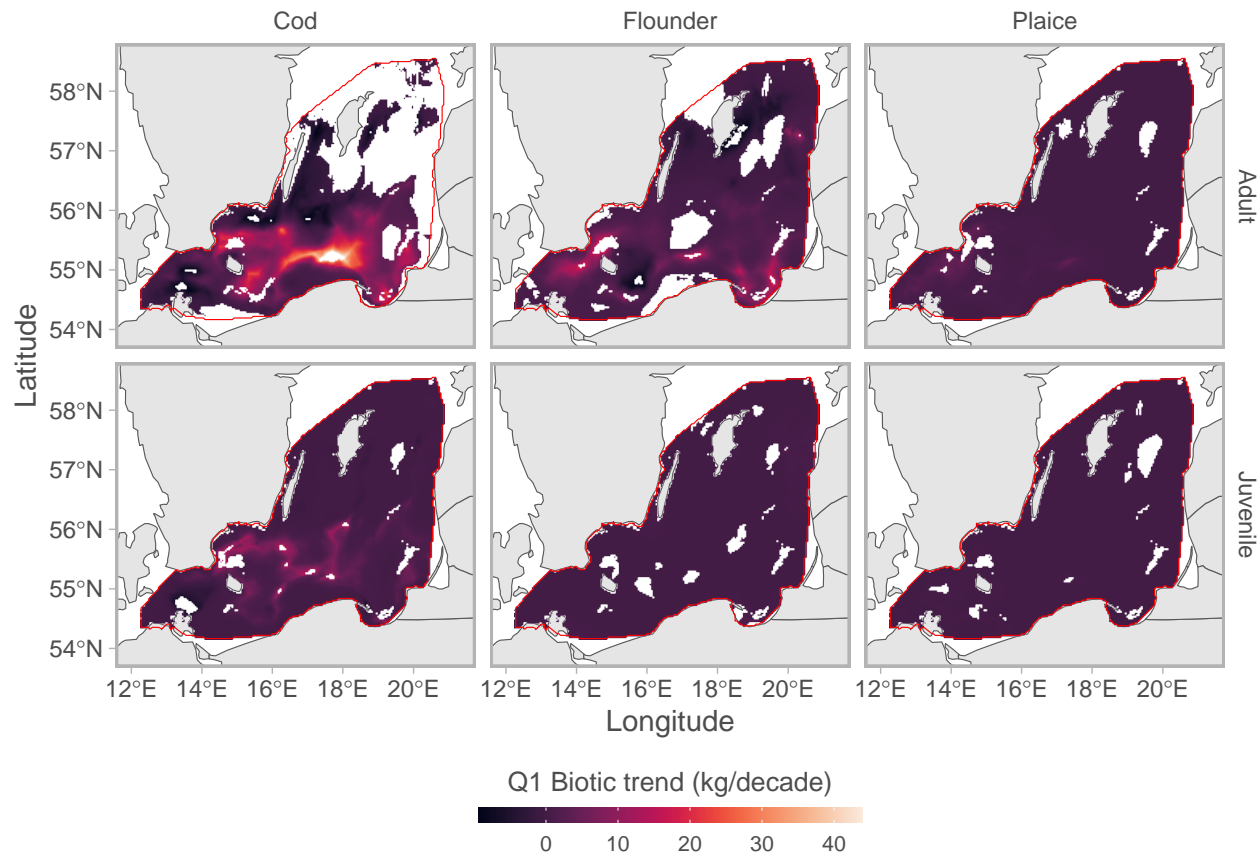 Cod Flounder Plaice
58°N
57°N
56°N
55°N
54°N
Adult
58°N
57°N
56°N
55°N
54°N
Juvenile
Latitude
12°E 14°E 16°E 18°E 20°E 12°E 14°E 16°E 18°E 20°E 12°E 14°E 16°E 18°E 20°E
Longitude
Q1 Biotic trend (kg/decade)
0 10 20 30 40